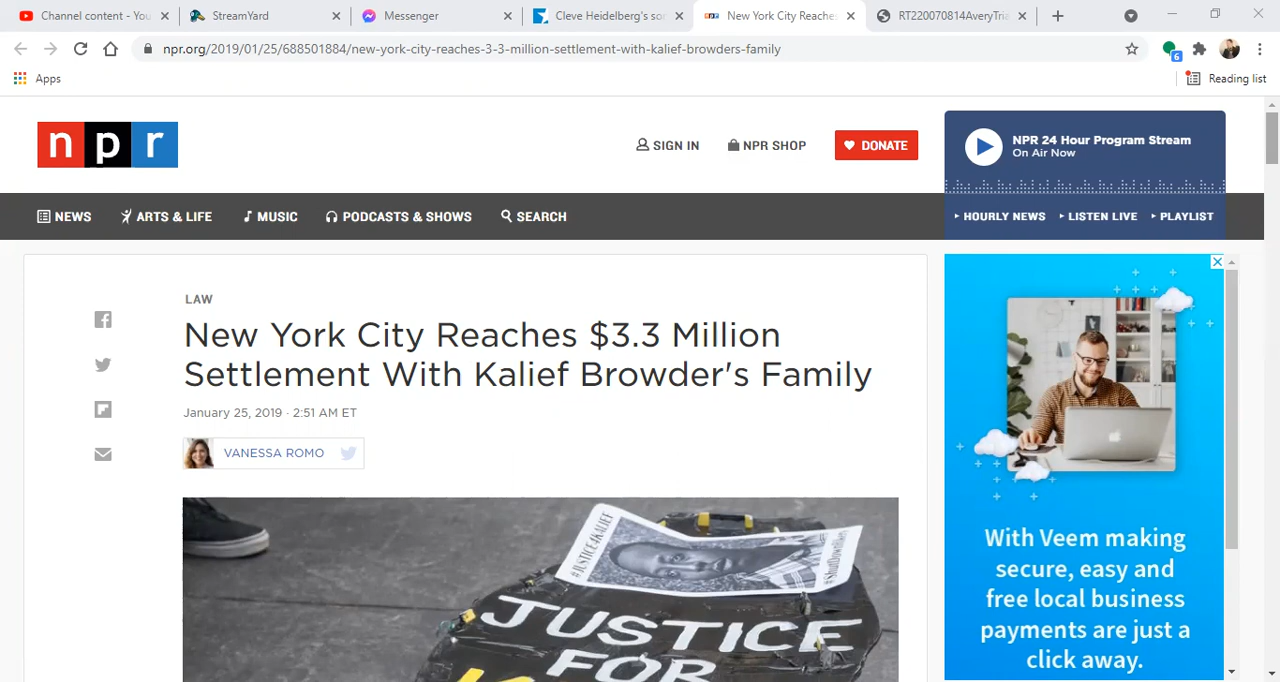 Channel content - You
StreamYard
Messenger
Cleve Heidelberg's so
New York City Reache
RT220070814AveryTria
npr.org/2019/01/25/688501884/new-york-city-reaches-3-3-million-settlement-with-kalief-browders-family
6
Apps
Reading list
npr
SIGN IN
NPR SHOP
DONATE
NPR 24 Hour Program Stream
On Air Now
NEWS
ARTS & LIFE
MUSIC
PODCASTS & SHOWS
SEARCH
HOURLY NEWS
LISTEN LIVE
PLAYLIST
LAW
New York City Reaches $3.3 Million
Settlement With Kalief Browder's Family
January 25, 2019 · 2:51 AM ET
VANESSA ROMO
#JUSTICE4KALIEF
JUSTICE
FOR
With Veem making
secure, easy and
free local business
payments are just a
click away.